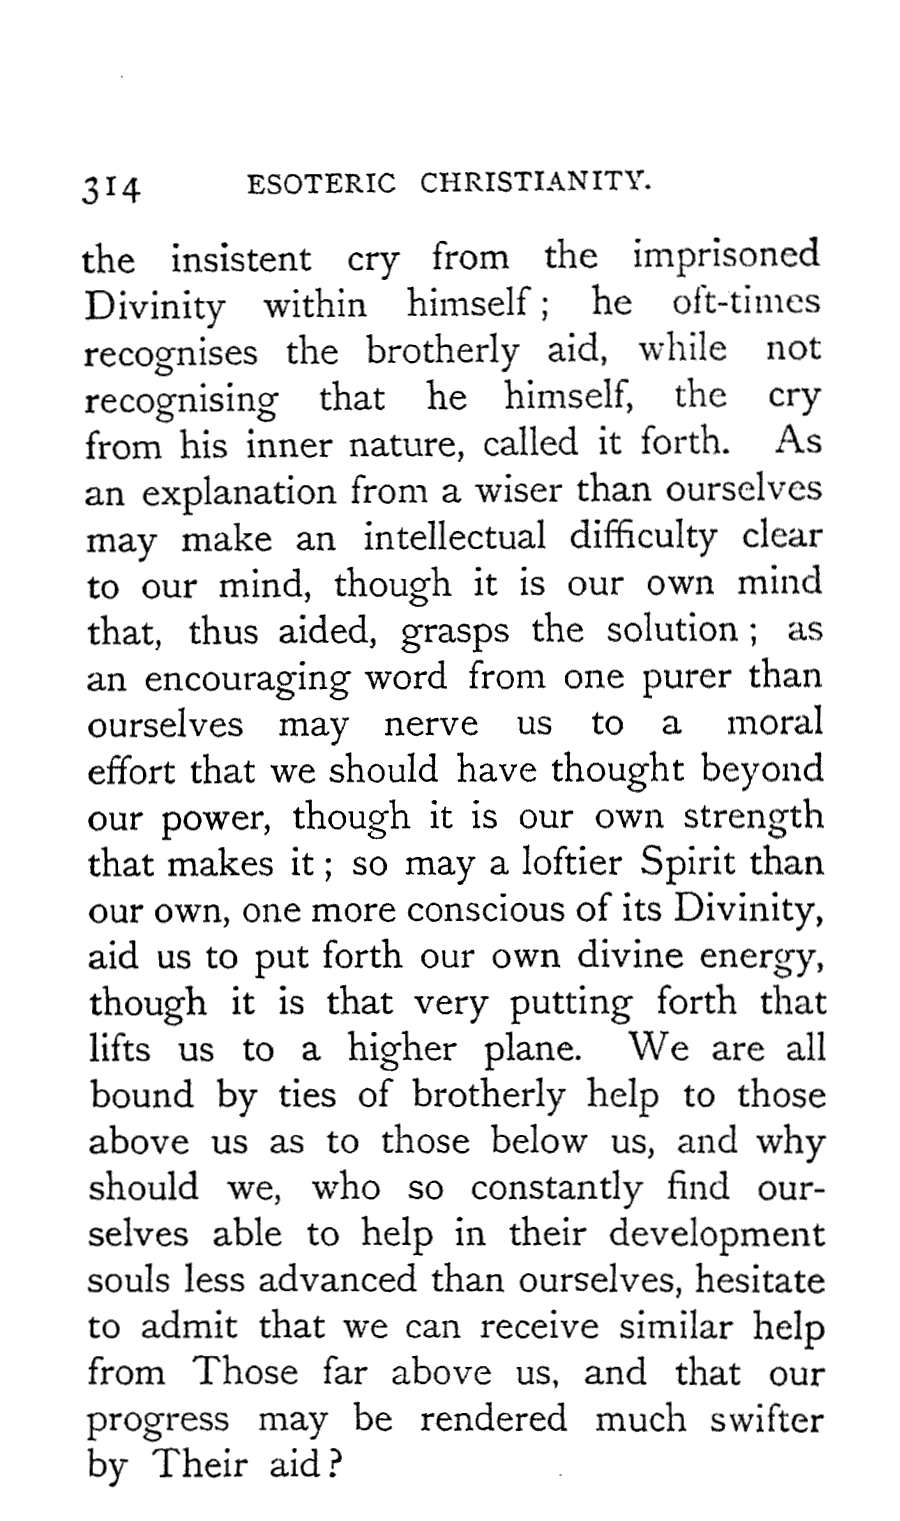 314 ESOTERIC CHRISTIANITY.
the insistent cry from the imprisoned
Divinity within himself ; he oft-times
recognises the brotherly aid, while not
recognising that he himself, the cry
from his inner nature, called it forth. As
an explanation from a wiser than ourselves
may make an intellectual difficulty clear
to our mind, though it is our own mind
that, thus aided, grasps the solution ; as
an encouraging word from one purer than
ourselves may nerve us to a moral
effort that we should have thought beyond
our power, though it is our own strength
that makes it ; so may a loftier Spirit than
our own, one more conscious of its Divinity,
aid us to put forth our own divine energy,
though it is that very putting forth that
lifts us to a higher plane. We are all
bound by ties of brotherly help to those
above us as to those below us, and why
should we, who so constantly find our-
selves able to help in their development
souls less advanced than ourselves, hesitate
to admit that we can receive similar help
from Those far above us, and that our
progress may be rendered much swifter
by Their aid ?